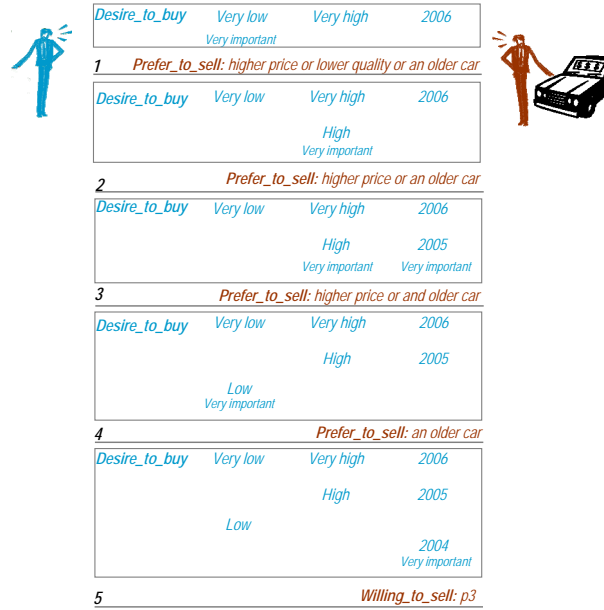 Desire_to_buy Very low Very high 2006
Very important
1 Prefer_to_sell: higher price or lower quality or an older car
Desire_to_buy Very low Very high 2006
High
Very important
2 Prefer_to_sell: higher price or an older car
Desire_to_buy Very low Very high 2006
High 2005
Very important Very important
3 Prefer_to_sell: higher price or and older car
Desire_to_buy Very low Very high 2006
High 2005
Low
Very important
4 Prefer_to_sell: an older car
Desire_to_buy Very low Very high 2006
High 2005
Low
2004
Very important
5 Willing_to_sell: p3
$$$